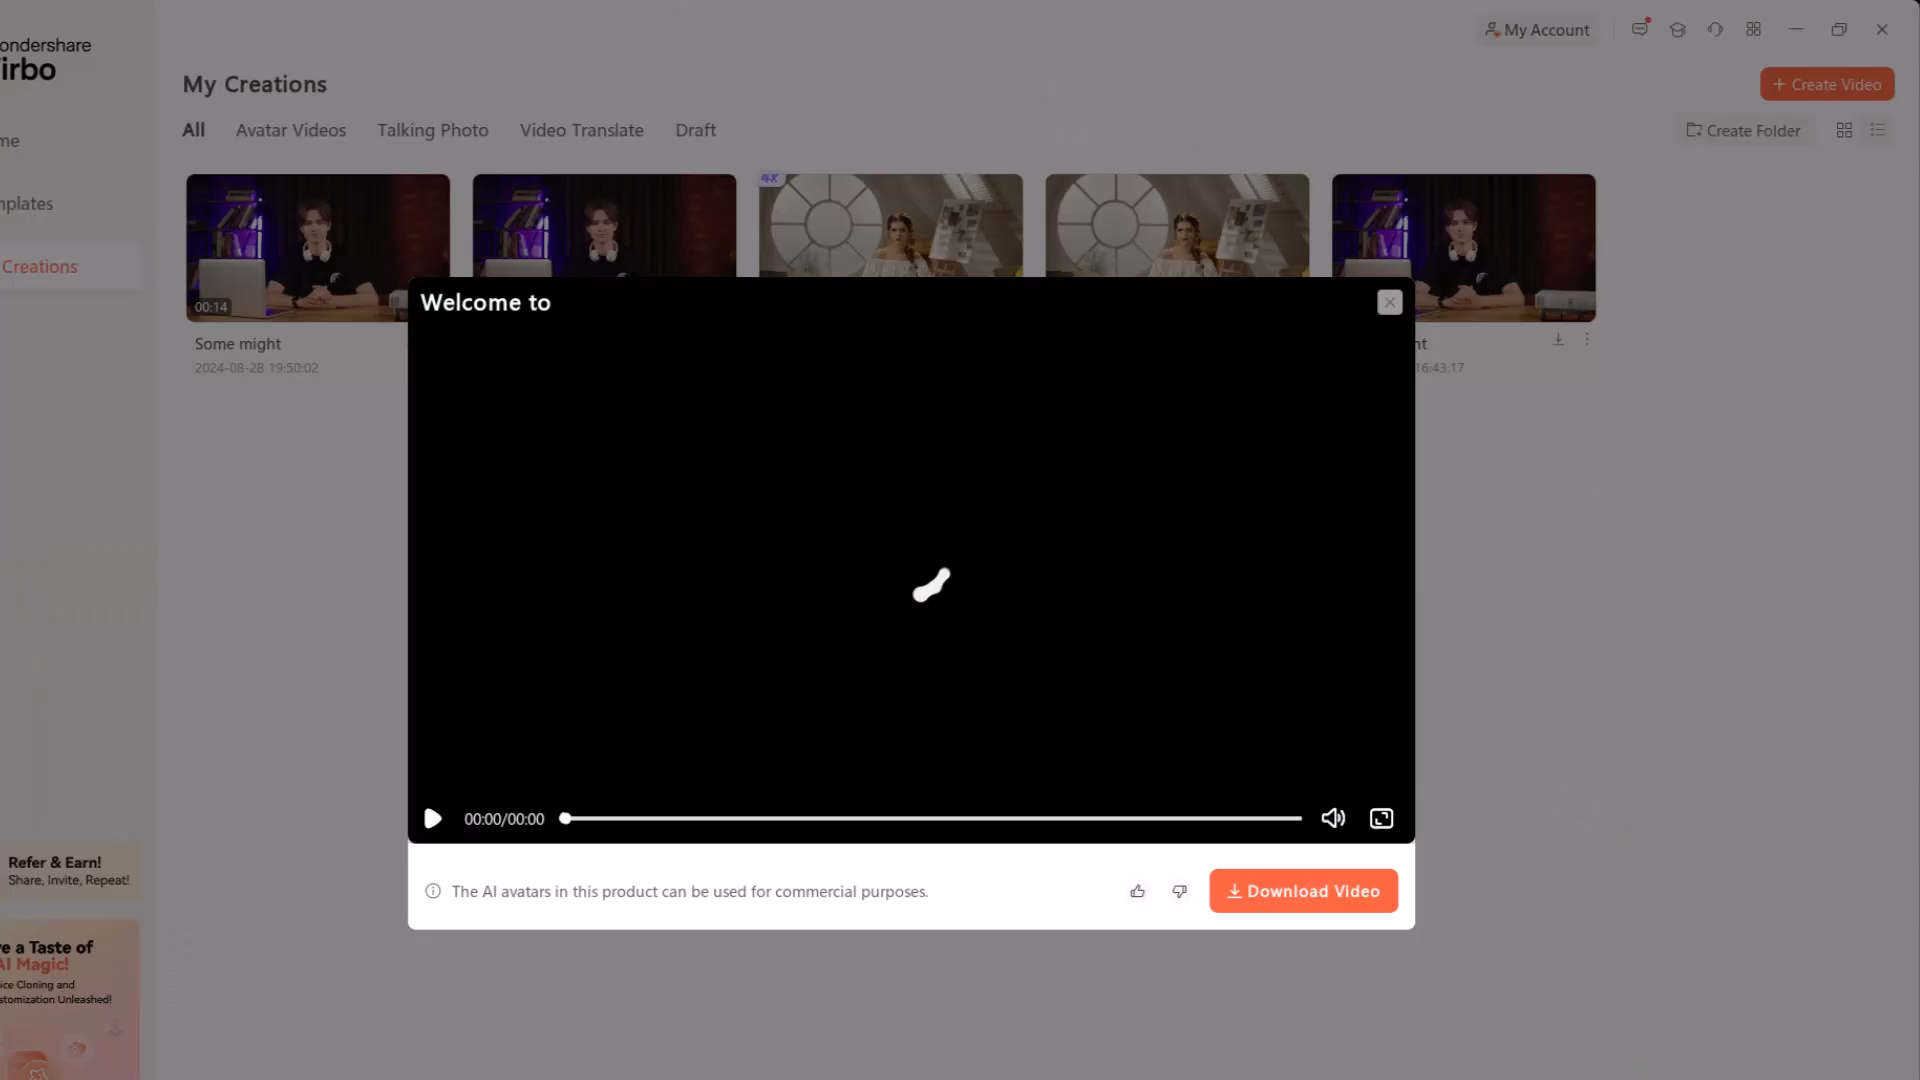 ondershare
irbo
me
nplates
Creations
My Account
My Creations
+ Create Video
All
Avatar Videos
Talking Photo
Video Translate
Draft
Create Folder
4K
00:14
Some might
2024-08-28 19:50:02
nt
16:43:17
Welcome to
00:00/00:00
The AI avatars in this product can be used for commercial purposes.
Download Video
Refer & Earn!
Share, Invite, Repeat!
e a Taste of
AI Magic!
ice Cloning and
stomization Unleashed!